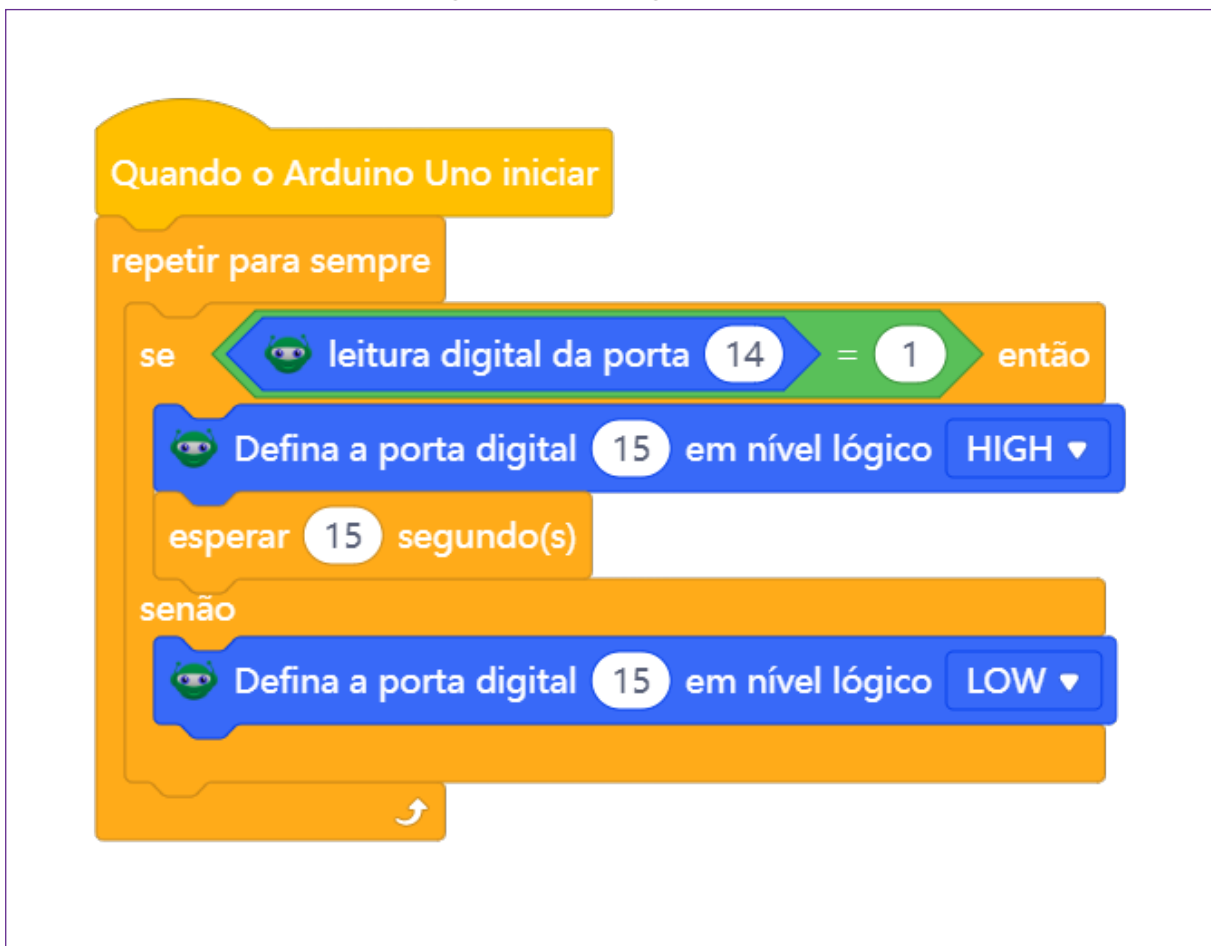 Quando o Arduino Uno iniciar
repetir para sempre
se leitura digital da porta 14 = 1 então
Defina a porta digital 15 em nível lógico HIGH
esperar 15 segundo(s)
senão
Defina a porta digital 15 em nível lógico LOW